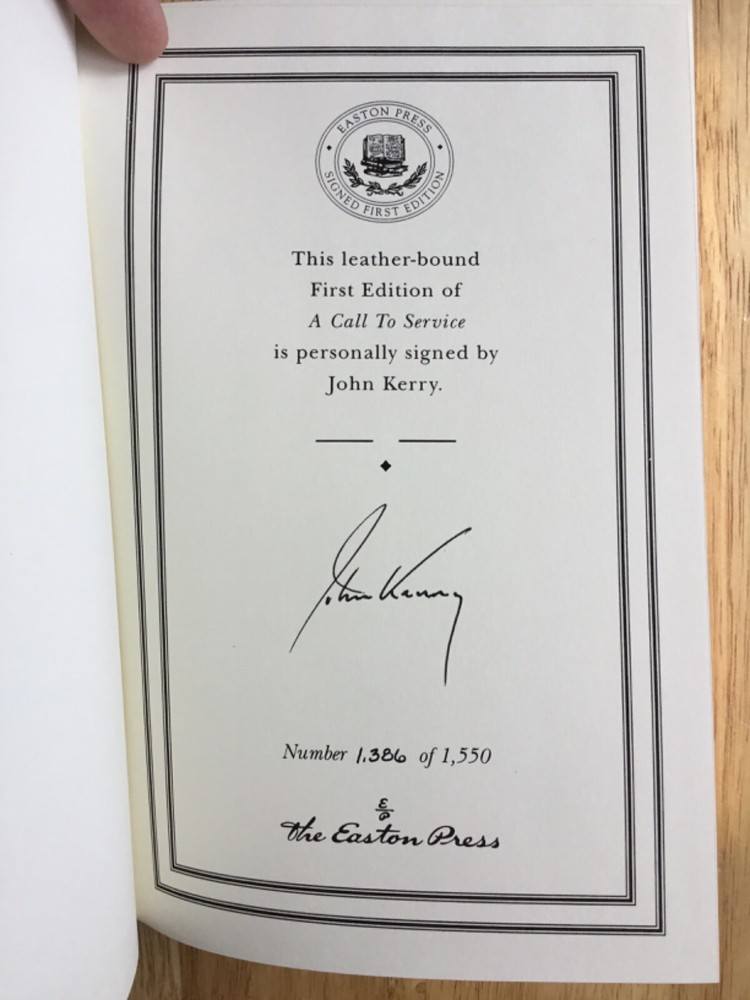 EASTON PRESS
SIGNED FIRST EDITION
This leather-bound
First Edition of
A Call To Service
is personally signed by
John Kerry.
John Kerry
Number 1,386 of 1,550
E
P
the Easton Press